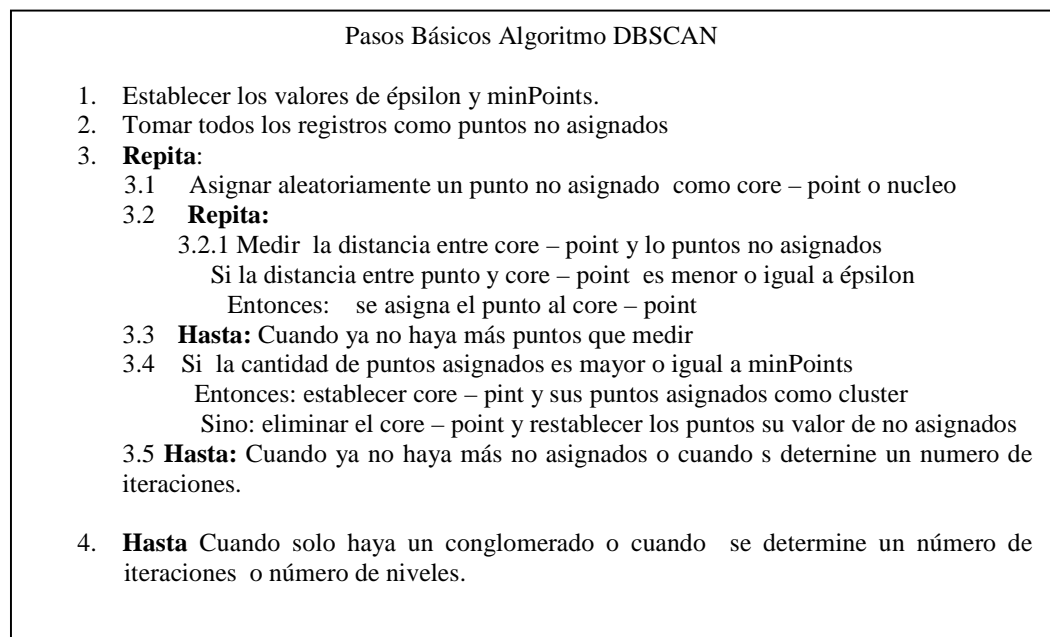 Pasos Básicos Algoritmo DBSCAN
1. Establecer los valores de épsilon y minPoints.
2. Tomar todos los registros como puntos no asignados
3. Repita:
3.1 Asignar aleatoriamente un punto no asignado como core – point o nucleo
3.2 Repita:
3.2.1 Medir la distancia entre core – point y lo puntos no asignados
Si la distancia entre punto y core – point es menor o igual a épsilon
Entonces: se asigna el punto al core – point
3.3 Hasta: Cuando ya no haya más puntos que medir
3.4 Si la cantidad de puntos asignados es mayor o igual a minPoints
Entonces: establecer core – pint y sus puntos asignados como cluster
Sino: eliminar el core – point y restablecer los puntos su valor de no asignados
3.5 Hasta: Cuando ya no haya más no asignados o cuando s deternine un numero de
iteraciones.
4. Hasta Cuando solo haya un conglomerado o cuando se determine un número de
iteraciones o número de niveles.